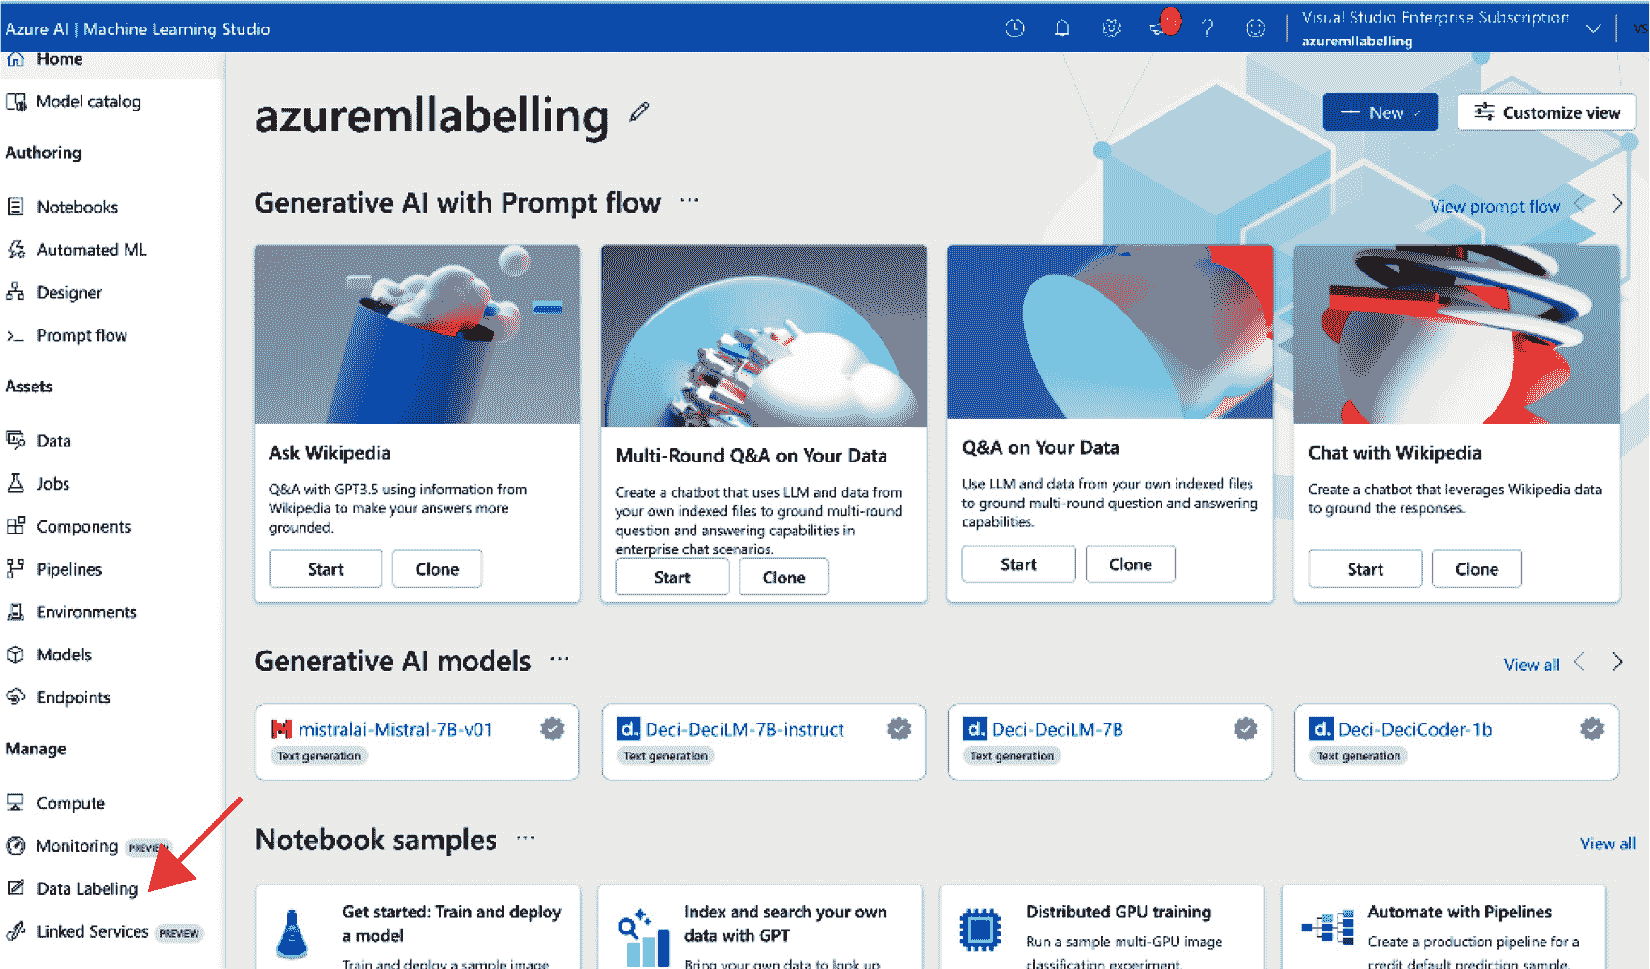 Azure AI | Machine Learning Studio
Visual Studio Enterprise Subscription
azuremllabelling
VS
Home
Model catalog
Authoring
Notebooks
Automated ML
Designer
Prompt flow
Assets
Data
Jobs
Components
Pipelines
Environments
Models
Endpoints
Manage
Compute
Monitoring PREVIEW
Data Labeling
Linked Services PREVIEW
azuremllabelling
New
Customize view
Generative AI with Prompt flow ...
View prompt flow
Ask Wikipedia
Q&A with GPT3.5 using information from
Wikipedia to make your answers more
grounded.
Start
Clone
Multi-Round Q&A on Your Data
Create a chatbot that uses LLM and data from
your own indexed files to ground multi-round
question and answering capabilities in
enterprise chat scenarios.
Start
Clone
Q&A on Your Data
Use LLM and data from your own indexed files
to ground multi-round question and answering
capabilities.
Start
Clone
Chat with Wikipedia
Create a chatbot that leverages Wikipedia data
to ground the responses.
Start
Clone
Generative AI models ...
View all
mistralai-Mistral-7B-v01
Text generation
d. Deci-DeciLM-7B-instruct
Text generation
d. Deci-DeciLM-7B
Text generation
d. Deci-DeciCoder-1b
Text generation
Notebook samples ...
View all
Get started: Train and deploy
a model
Train and deploy a sample image
Index and search your own
data with GPT
Bring your own data to look up
Distributed GPU training
Run a sample multi-GPU image
classification experiment.
Automate with Pipelines
Create a production pipeline for a
credit default prediction sample.